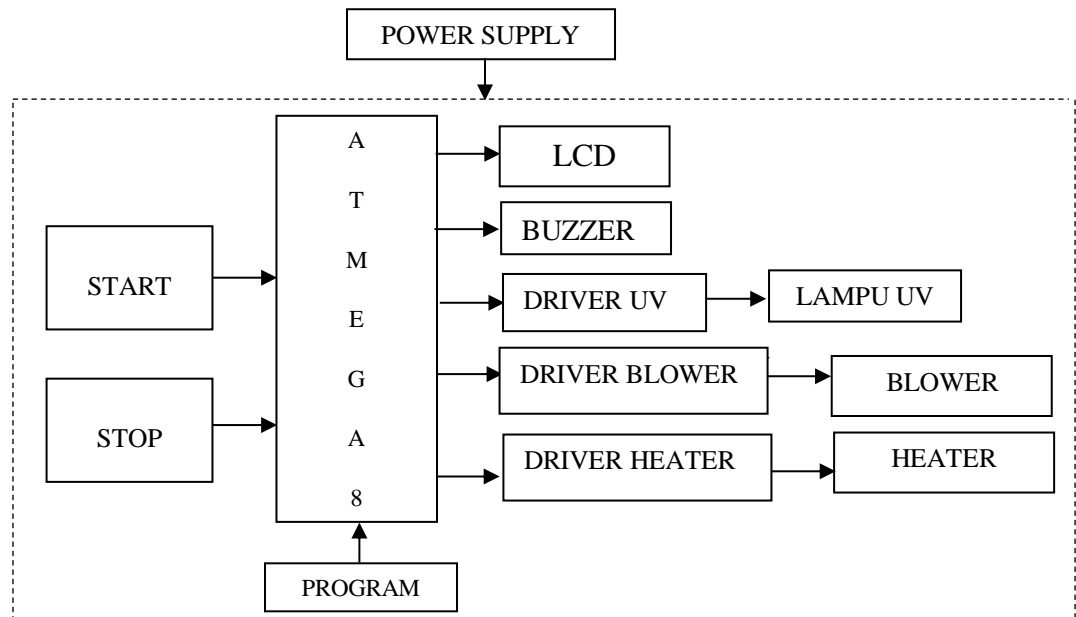 POWER SUPPLY
START
STOP
A
T
M
E
G
A
8
PROGRAM
LCD
BUZZER
DRIVER UV
LAMPU UV
DRIVER BLOWER
BLOWER
DRIVER HEATER
HEATER